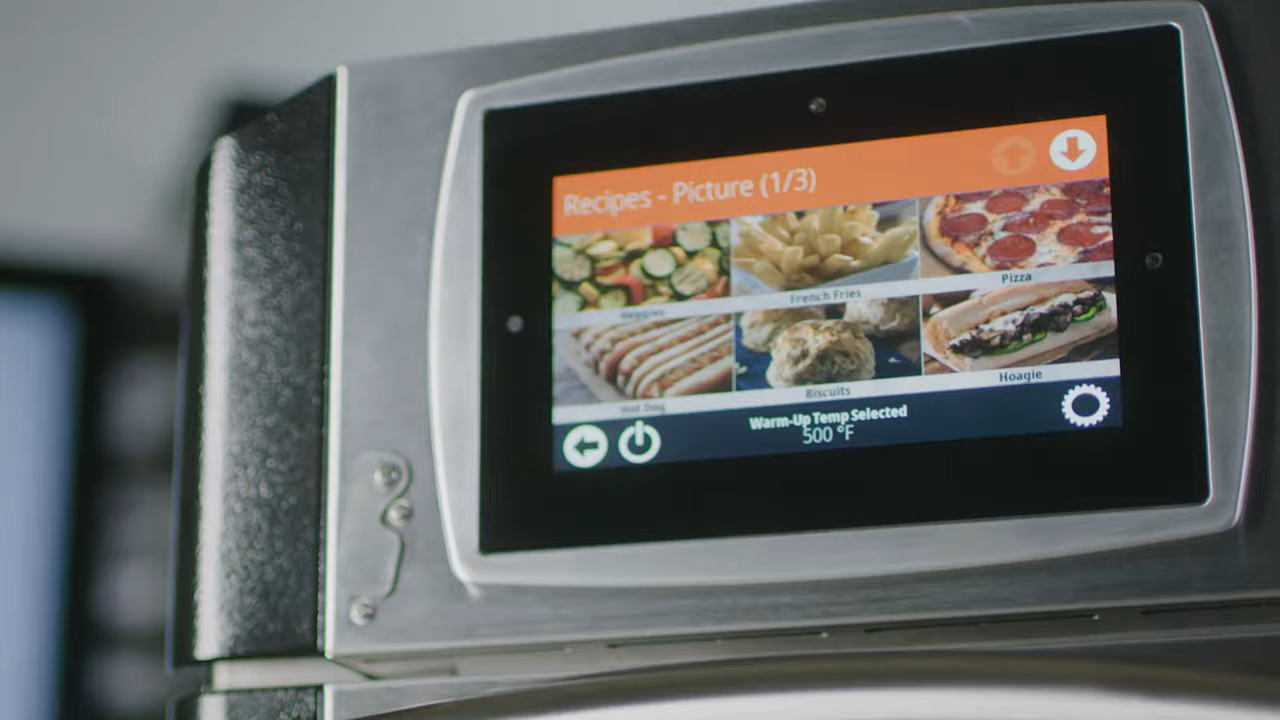 Recipes - Picture (1/3)
Veggies
French Fries
Pizza
Hot Dog
Biscuits
Hoagie
Warm-Up Temp Selected
500 °F